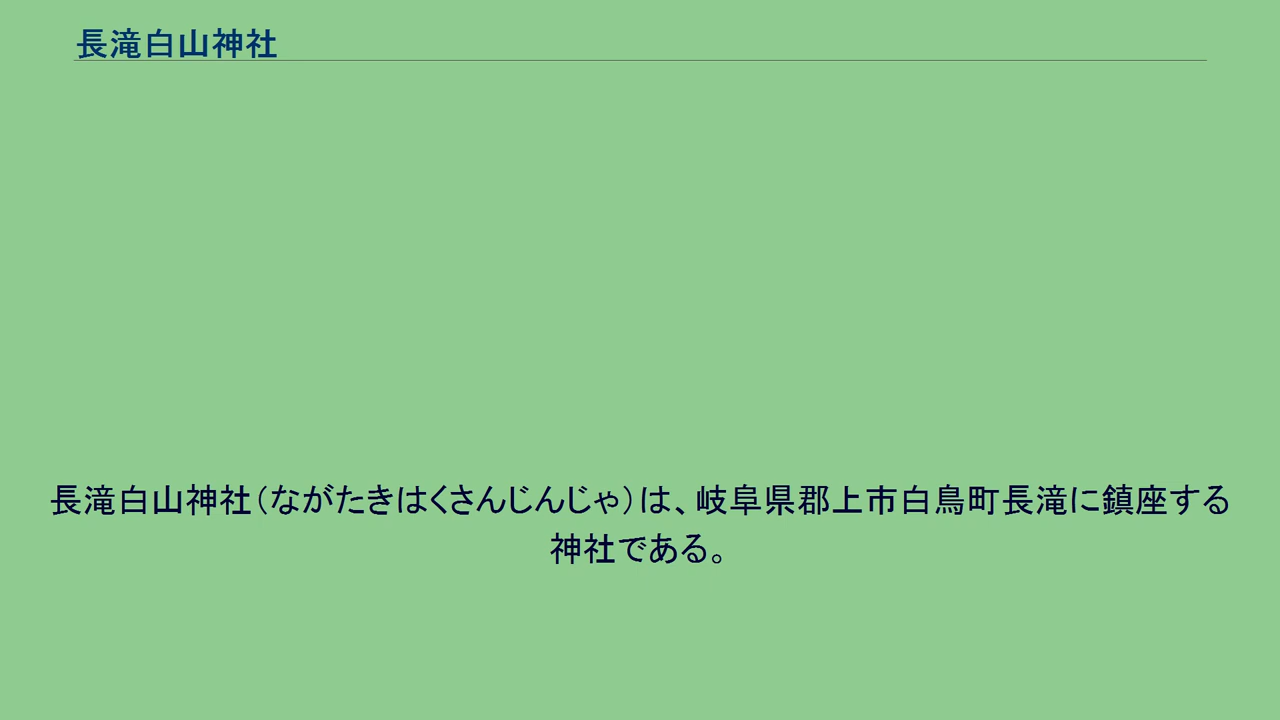 長滝白山神社
長滝白山神社（ながたきはくさんじんじゃ）は、岐阜県郡上市白鳥町長滝に鎮座する
神社である。